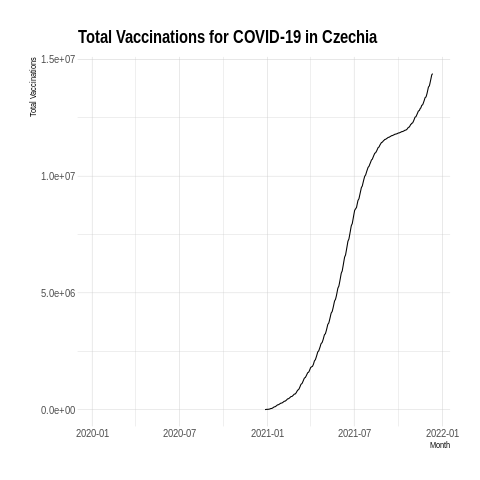 Total Vaccinations for COVID-19 in Czechia
Total Vaccinations
1.5e+07
1.0e+07
5.0e+06
0.0e+00
2020-01 2020-07 2021-01 2021-07 2022-01
Month